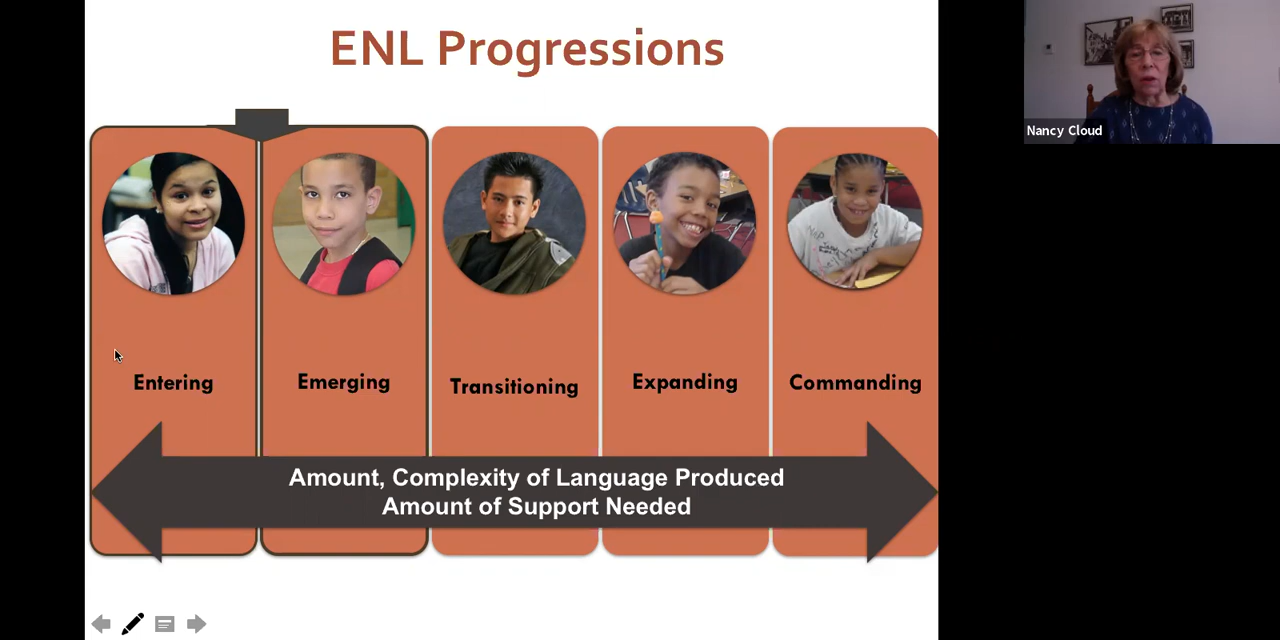 ENL Progressions
Nancy Cloud
Entering
Emerging
Transitioning
Expanding
Commanding
Amount, Complexity of Language Produced
Amount of Support Needed